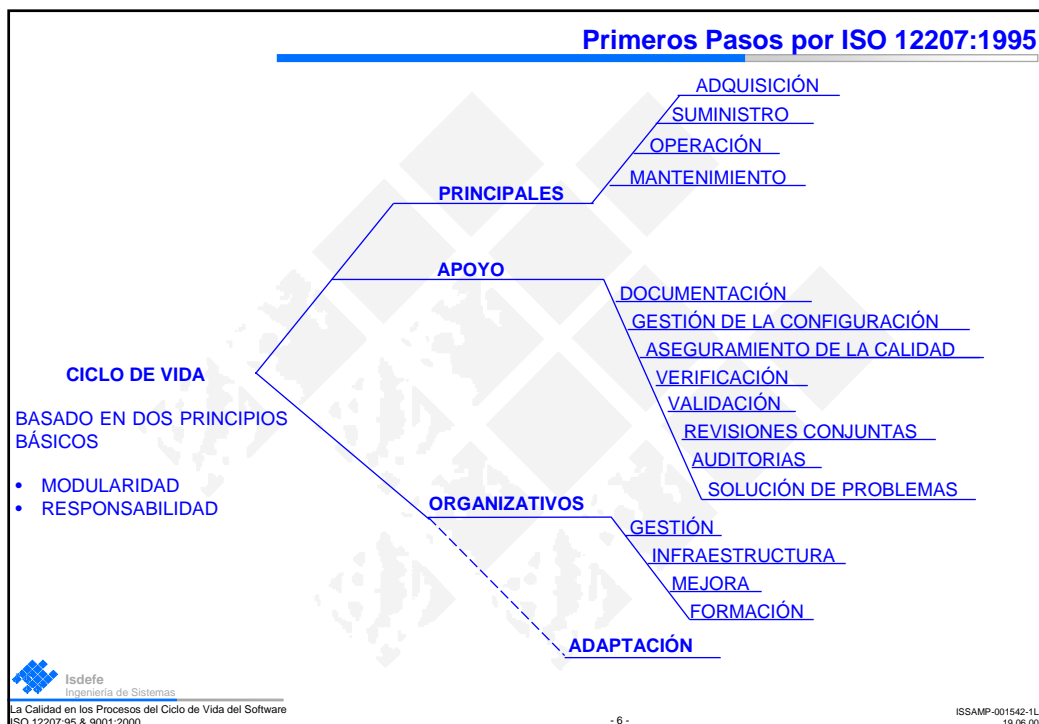 Primeros Pasos por ISO 12207:1995
ADQUISICIÓN
SUMINISTRO
OPERACIÓN
MANTENIMIENTO
PRINCIPALES
APOYO
DOCUMENTACIÓN
GESTIÓN DE LA CONFIGURACIÓN
ASEGURAMIENTO DE LA CALIDAD
VERIFICACIÓN
VALIDACIÓN
REVISIONES CONJUNTAS
AUDITORIAS
SOLUCIÓN DE PROBLEMAS
CICLO DE VIDA
BASADO EN DOS PRINCIPIOS
BÁSICOS
• MODULARIDAD
• RESPONSABILIDAD
ORGANIZATIVOS
GESTIÓN
INFRAESTRUCTURA
MEJORA
FORMACIÓN
ADAPTACIÓN
Isdefe
Ingeniería de Sistemas
La Calidad en los Procesos del Ciclo de Vida del Software
ISO 12207:95 & 9001:2000
- 6 -
ISSAMP-001542-1L
19.06.00